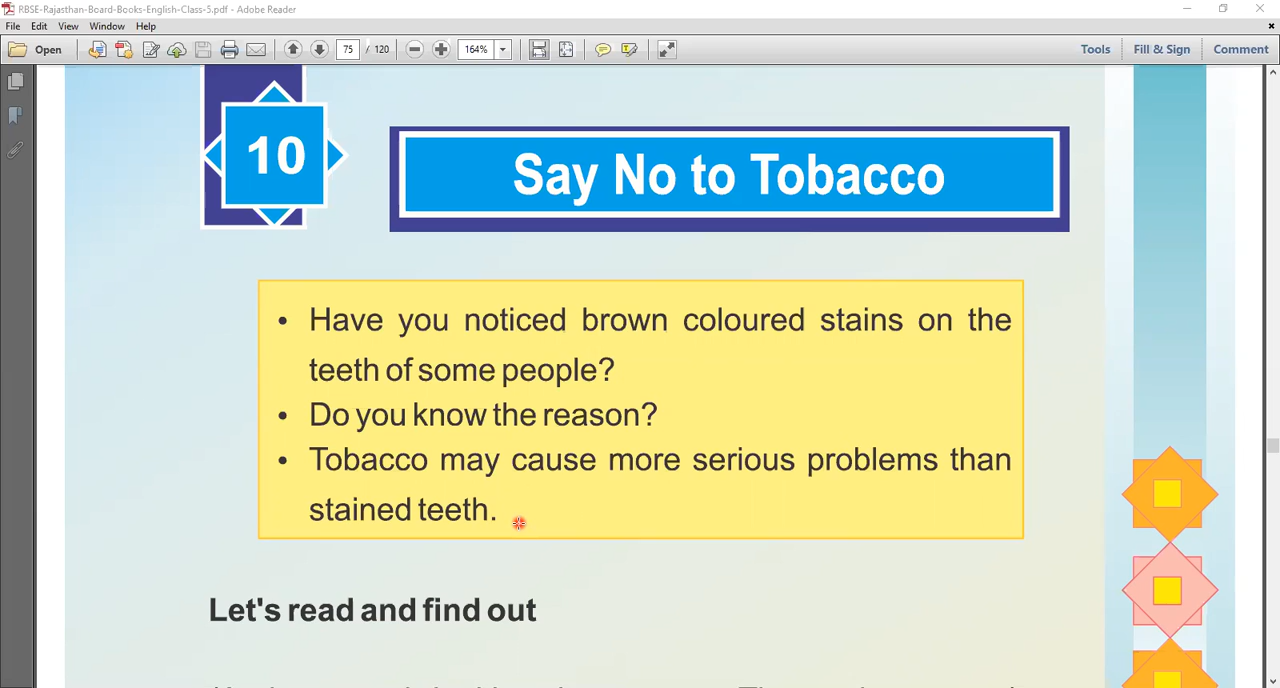 RBSE-Rajasthan-Board-Books-English-Class-5.pdf - Adobe Reader
File Edit View Window Help
Open 75 / 120 164% Tools Fill & Sign Comment
10
Say No to Tobacco
• Have you noticed brown coloured stains on the
teeth of some people?
• Do you know the reason?
• Tobacco may cause more serious problems than
stained teeth.
Let's read and find out